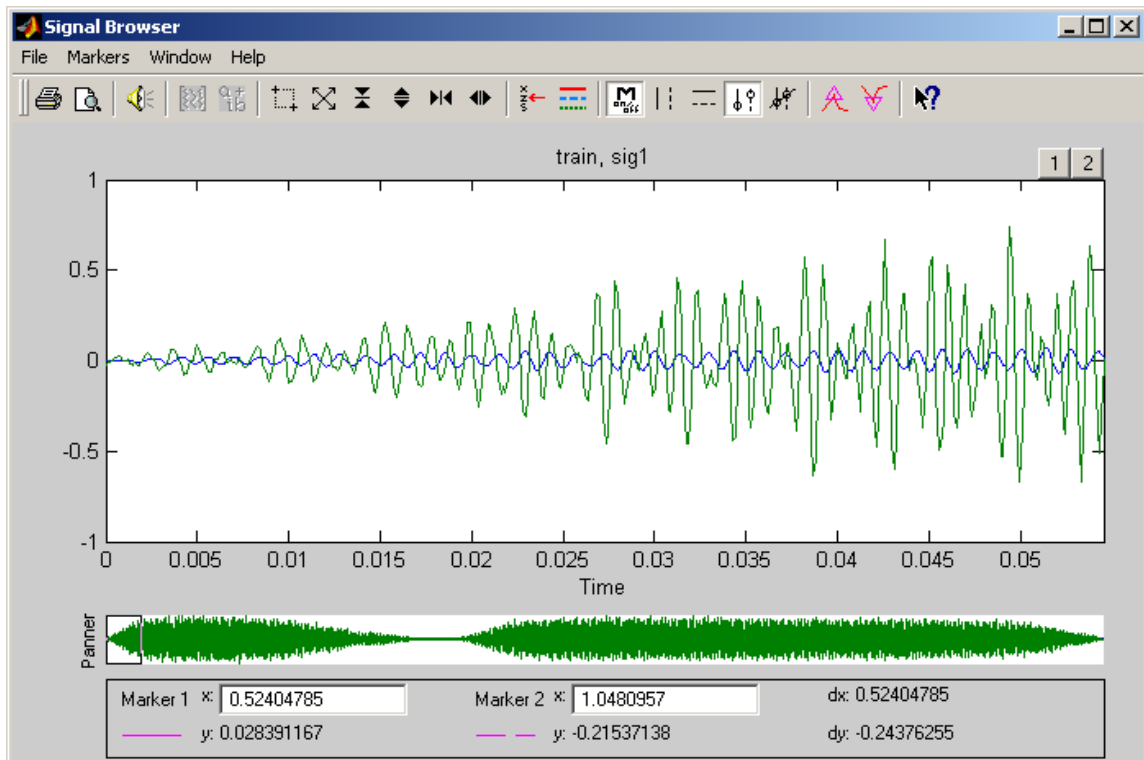 Signal Browser
File Markers Window Help
train, sig1
1 2
1
0.5
0
-0.5
-1
0 0.005 0.01 0.015 0.02 0.025 0.03 0.035 0.04 0.045 0.05
Time
Panner
Marker 1 x: 0.52404785 Marker 2 x: 1.0480957 dx: 0.52404785
y: 0.028391167 y: -0.21537138 dy: -0.24376255